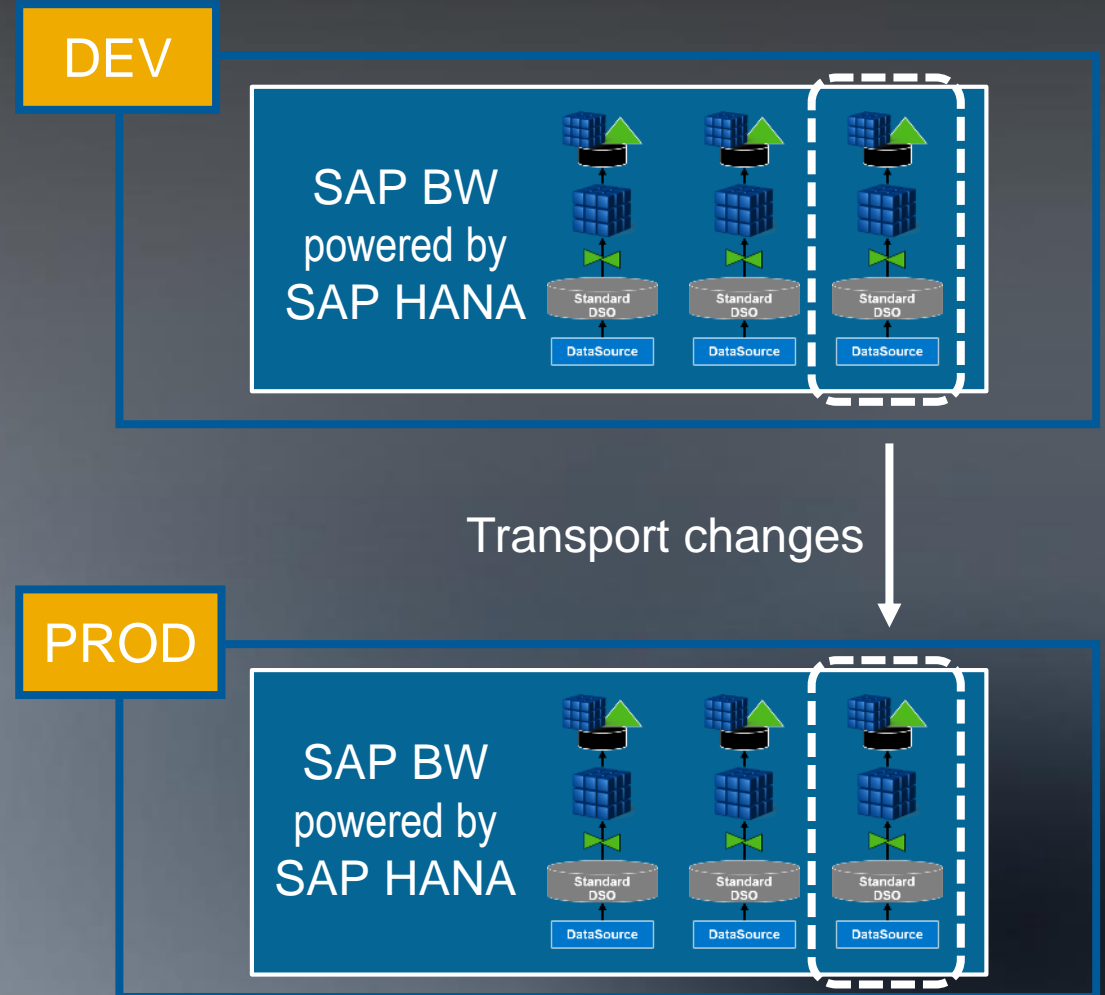 DEV
SAP BW
powered by
SAP HANA
Standard
DSO
DataSource
Standard
DSO
DataSource
Standard
DSO
DataSource
Transport changes
PROD
SAP BW
powered by
SAP HANA
Standard
DSO
DataSource
Standard
DSO
DataSource
Standard
DSO
DataSource